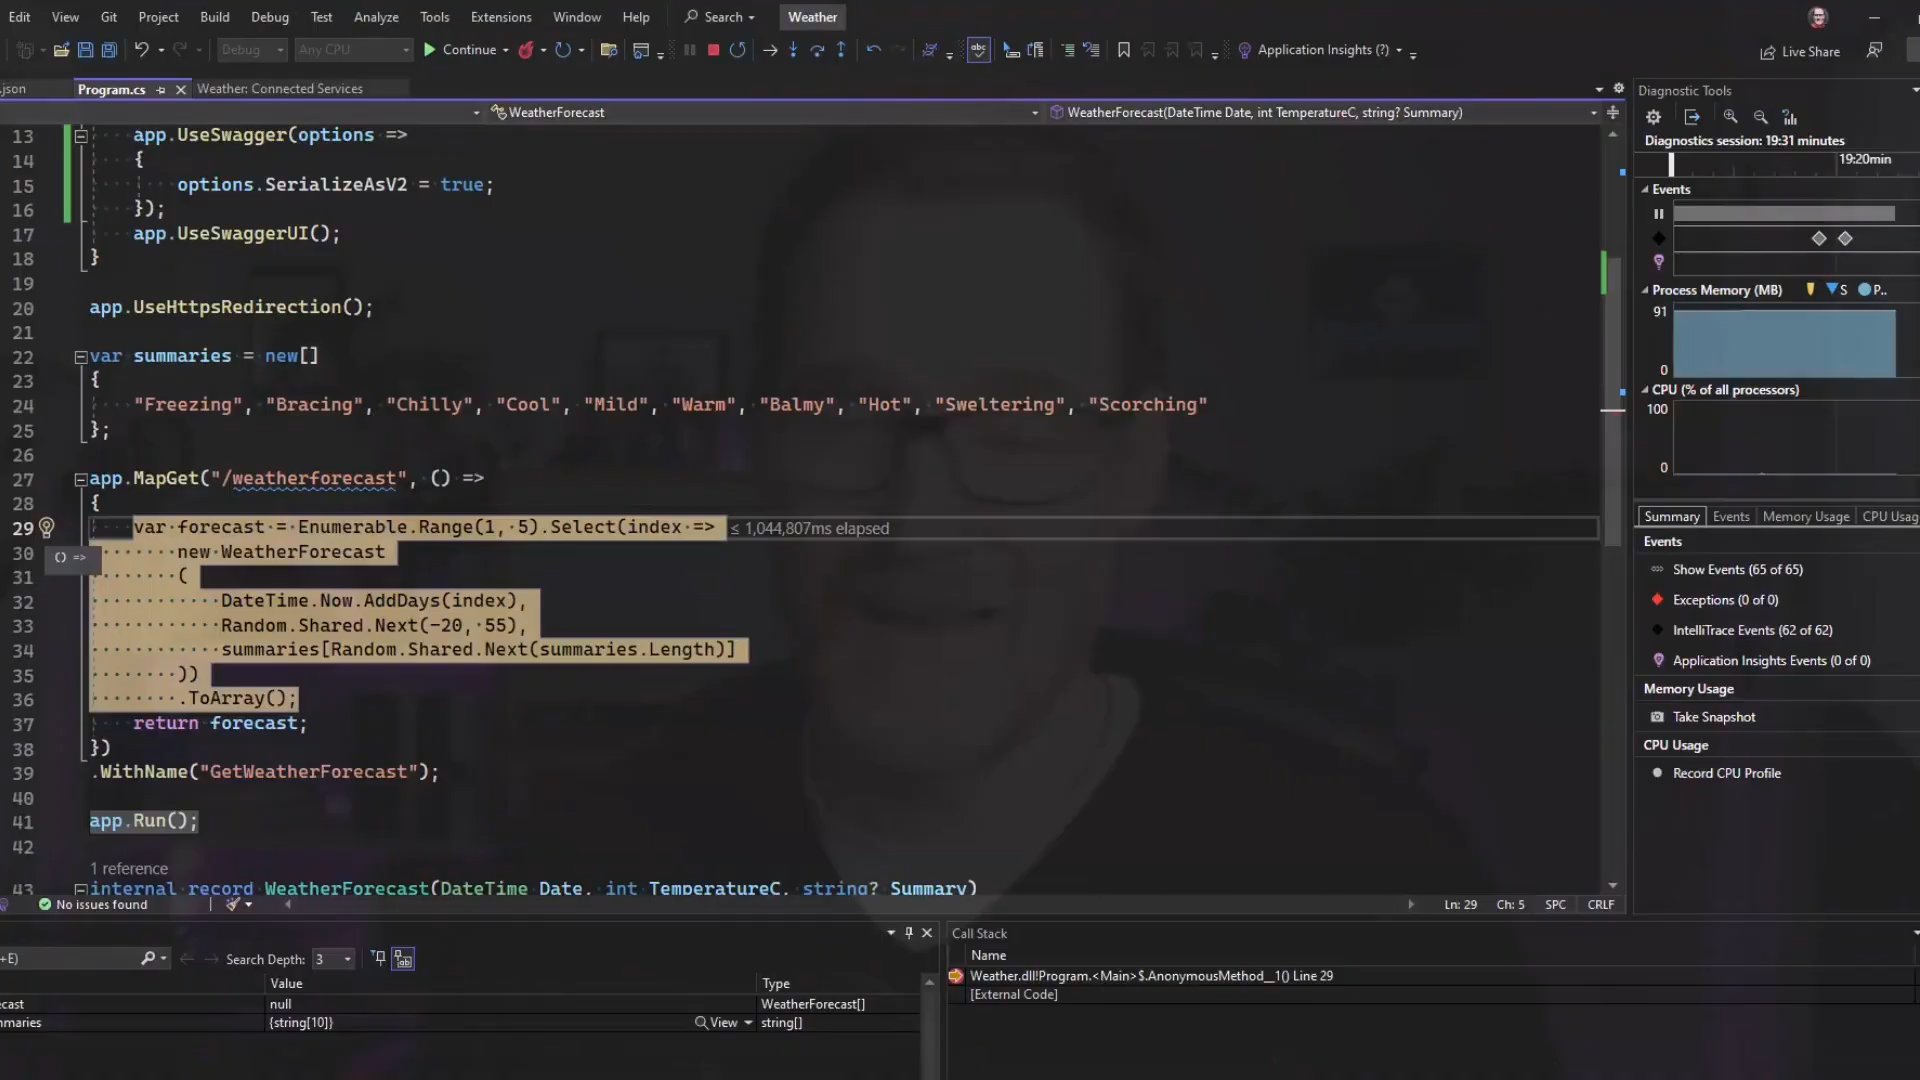 Edit View Git Project Build Debug Test Analyze Tools Extensions Window Help Search Weather
Debug Any CPU Continue Application Insights (?) Live Share
.json Program.cs Weather: Connected Services
WeatherForecast WeatherForecast(DateTime Date, int TemperatureC, string? Summary)
13 app.UseSwagger(options =>
14 {
15 options.SerializeAsV2 = true;
16 });
17 app.UseSwaggerUI();
18 }
19
20 app.UseHttpsRedirection();
21
22 var summaries = new[]
23 {
24 "Freezing", "Bracing", "Chilly", "Cool", "Mild", "Warm", "Balmy", "Hot", "Sweltering", "Scorching"
25 };
26
27 app.MapGet("/weatherforecast", () =>
28 {
29 var forecast = Enumerable.Range(1, 5).Select(index => ≤ 1,044,807ms elapsed
30 new WeatherForecast
() =>
31 (
32 DateTime.Now.AddDays(index),
33 Random.Shared.Next(-20, 55),
34 summaries[Random.Shared.Next(summaries.Length)]
35 ))
36 .ToArray();
37 return forecast;
38 })
39 .WithName("GetWeatherForecast");
40
41 app.Run();
42
1 reference
43 internal record WeatherForecast(DateTime Date, int TemperatureC, string? Summary)
No issues found Ln: 29 Ch: 5 SPC CRLF
Diagnostic Tools
Diagnostics session: 19:31 minutes
19:20min
Events
Process Memory (MB) S P..
91
0
CPU (% of all processors)
100
0
Summary Events Memory Usage CPU Usag
Events
Show Events (65 of 65)
Exceptions (0 of 0)
IntelliTrace Events (62 of 62)
Application Insights Events (0 of 0)
Memory Usage
Take Snapshot
CPU Usage
Record CPU Profile
+E) Search Depth: 3
Value Type
ecast null WeatherForecast[]
nmaries {string[10]} View string[]
Call Stack
Name
Weather.dll!Program.<Main>$.AnonymousMethod__1() Line 29
[External Code]